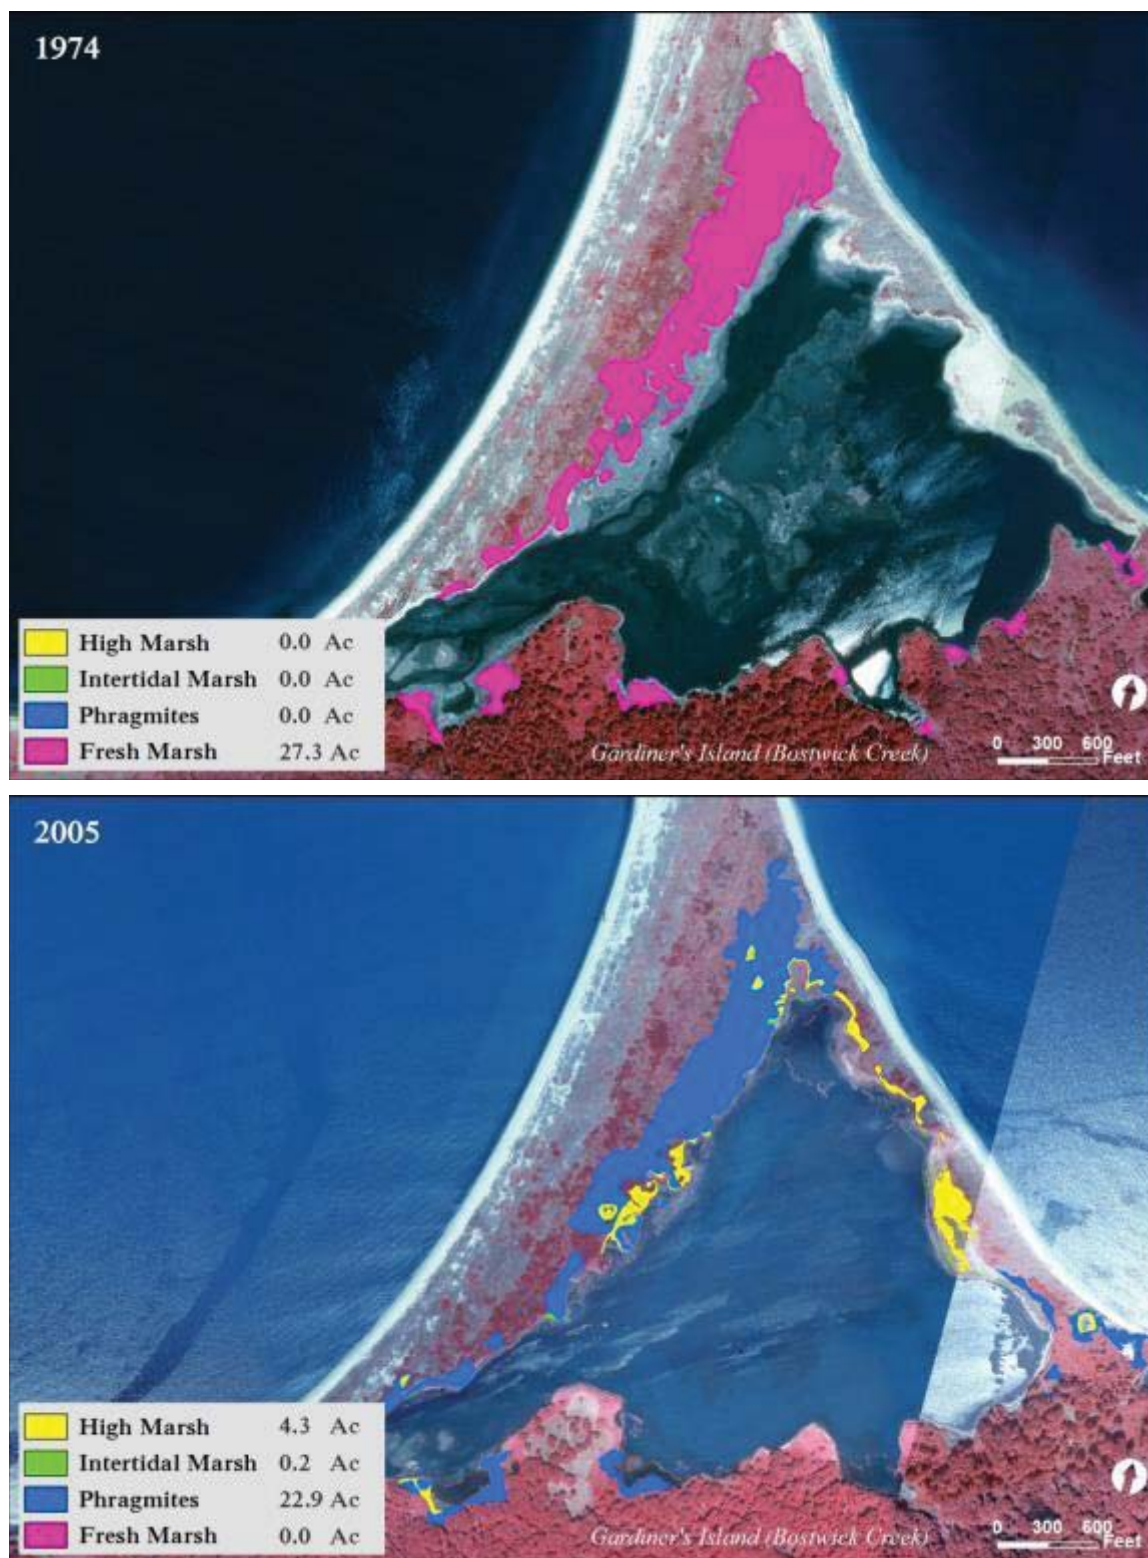 1974
High Marsh 0.0 Ac
Intertidal Marsh 0.0 Ac
Phragmites 0.0 Ac
Fresh Marsh 27.3 Ac
Gardiner's Island (Bostwick Creek)
0 300 600
Feet
2005
High Marsh 4.3 Ac
Intertidal Marsh 0.2 Ac
Phragmites 22.9 Ac
Fresh Marsh 0.0 Ac
Gardiner's Island (Bostwick Creek)
0 300 600
Feet